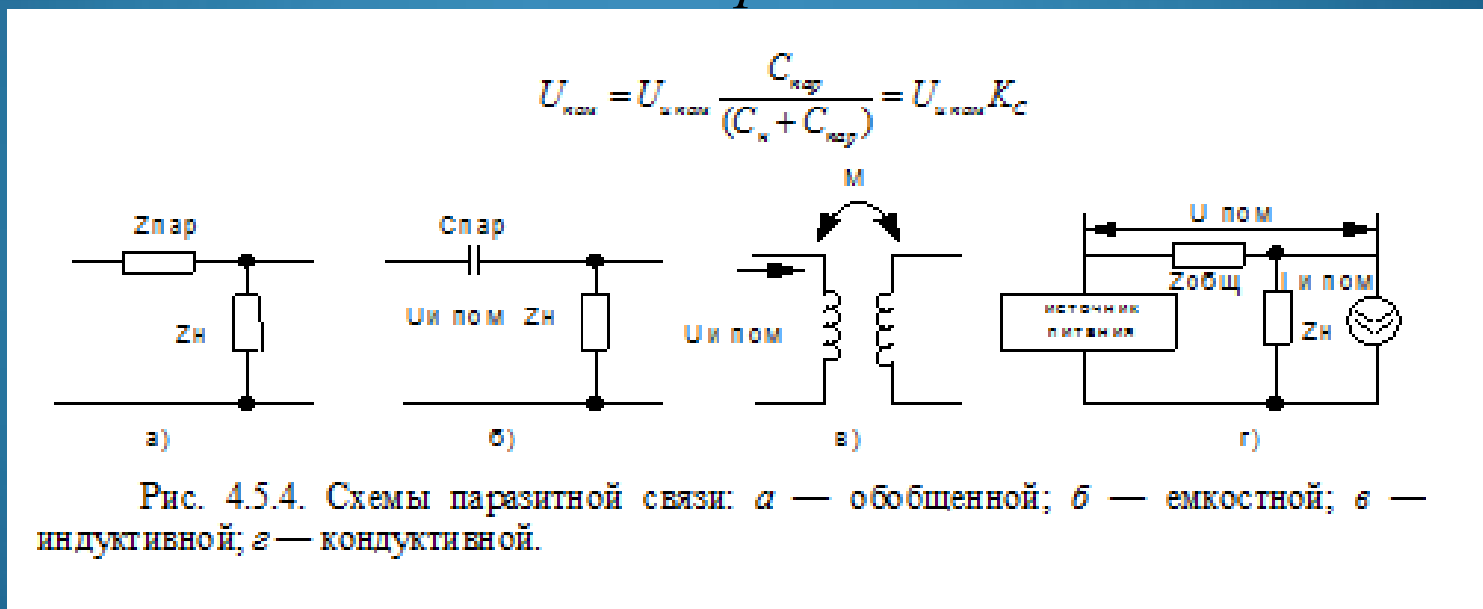 U пом = U и пом C пар / (C н + C пар) = U и пом K C
M
Zпар
Cпар
U пом
Zобщ
I и пом
Zн
Uи пом Zн
Uи пом
источник
питания
Zн
а) б) в) г)
Рис. 4.5.4. Схемы паразитной связи: а — обобщенной; б — емкостной; в —
индуктивной; г — кондуктивной.